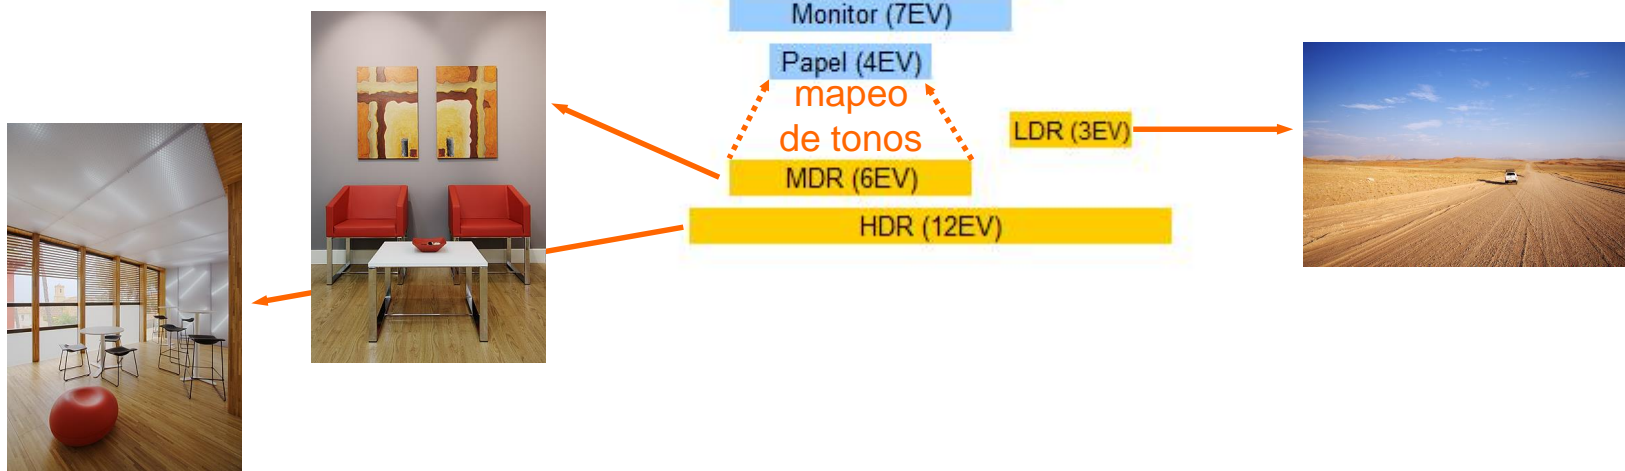 Monitor (7EV)
Papel (4EV)
mapeo
de tonos
LDR (3EV)
MDR (6EV)
HDR (12EV)